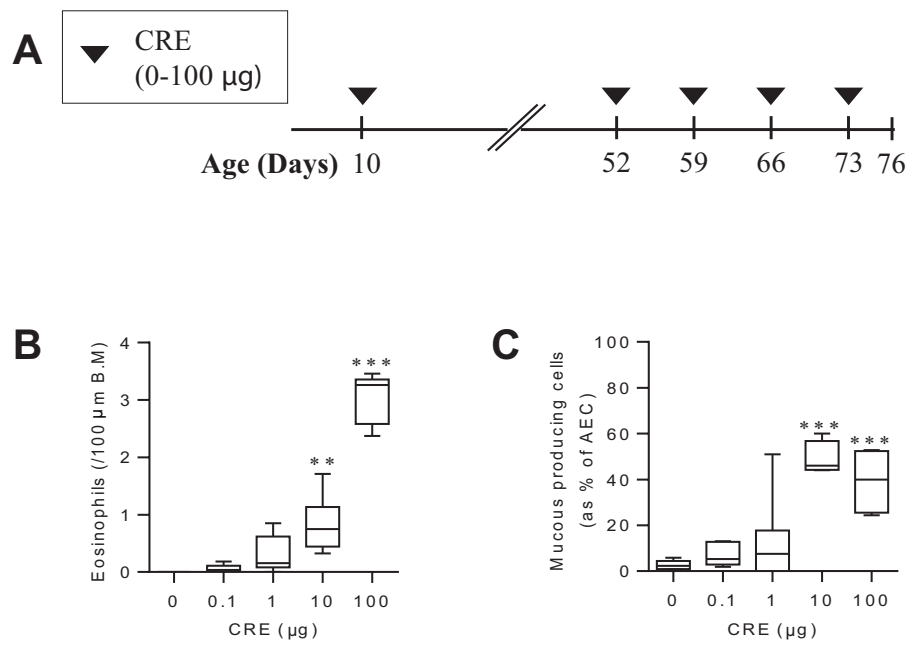 A
CRE
(0-100 µg)
Age (Days) 10 52 59 66 73 76
B
Eosinophils (/100 µm B.M)
4
3
2
1
0
**
***
0 0.1 1 10 100
CRE (µg)
C
Mucous producing cells
(as % of AEC)
100
80
60
40
20
0
***
***
0 0.1 1 10 100
CRE (µg)